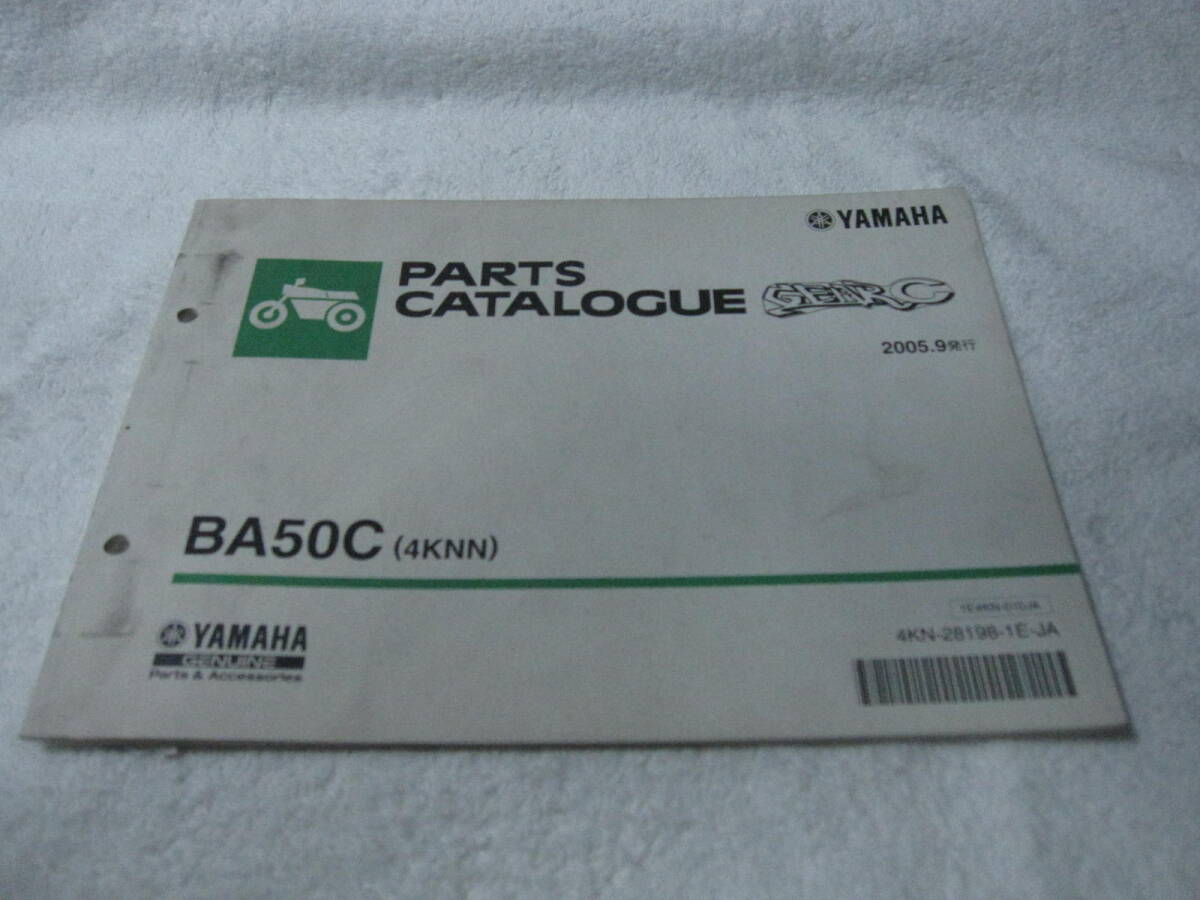 YAMAHA
PARTS
CATALOGUE GEAR C
2005.9発行
BA50C (4KNN)
YAMAHA
GENUINE
Parts & Accessories
4KN-28198-1E-JA